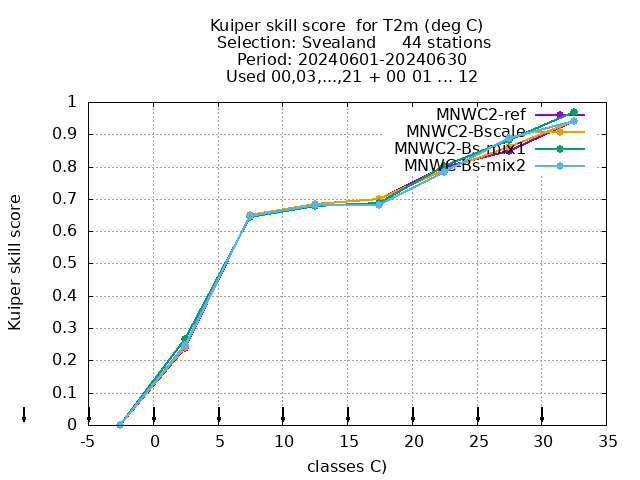 Kuiper skill score  for T2m (deg C)
Selection: Svealand     44 stations
Period: 20240601-20240630
Used 00,03,...,21 + 00 01 ... 12
MNWC2-ref
MNWC2-Bscale
MNWC2-Bs-mix1
MNWC-Bs-mix2
Kuiper skill score
1
0.9
0.8
0.7
0.6
0.5
0.4
0.3
0.2
0.1
0
-5 0 5 10 15 20 25 30 35
classes C)